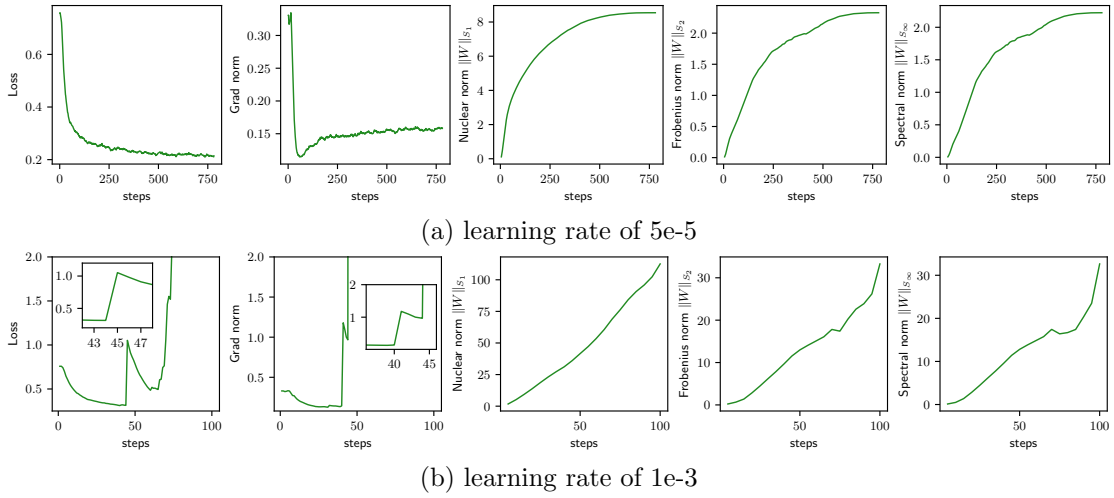 0.2
0.4
0.6
0 250 500 750
steps
Loss
0.15
0.20
0.25
0.30
0 250 500 750
steps
Grad norm
0
2
4
6
8
0 250 500 750
steps
Nuclear norm ||W||S1
0.0
0.5
1.0
1.5
2.0
0 250 500 750
steps
Frobenius norm ||W||S2
0.0
0.5
1.0
1.5
2.0
0 250 500 750
steps
Spectral norm ||W||S∞
(a) learning rate of 5e-5
0.5
1.0
1.5
2.0
0 50 100
steps
Loss
0.5
1.0
43 45 47
0.5
1.0
1.5
2.0
0 50 100
steps
Grad norm
1
2
40 45
0
25
50
75
100
50 100
steps
Nuclear norm ||W||S1
0
10
20
30
50 100
steps
Frobenius norm ||W||S2
0
10
20
30
50 100
steps
Spectral norm ||W||S∞
(b) learning rate of 1e-3